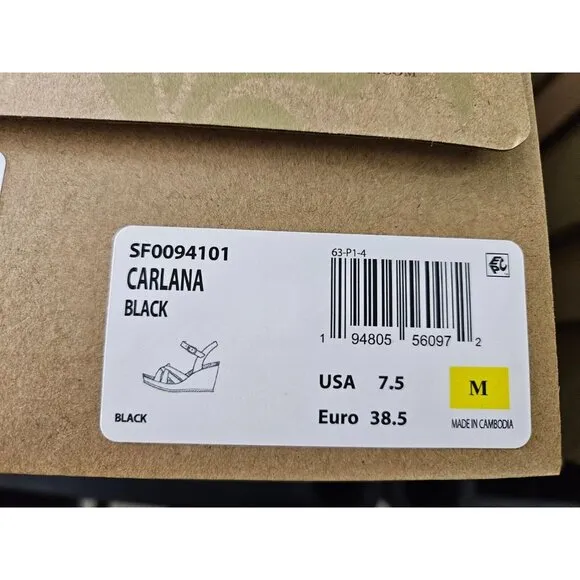 .COM
SF0094101
CARLANA
BLACK
BLACK
63-P1-4
1 94805 56097 2
USA 7.5
Euro 38.5
M
MADE IN CAMBODIA